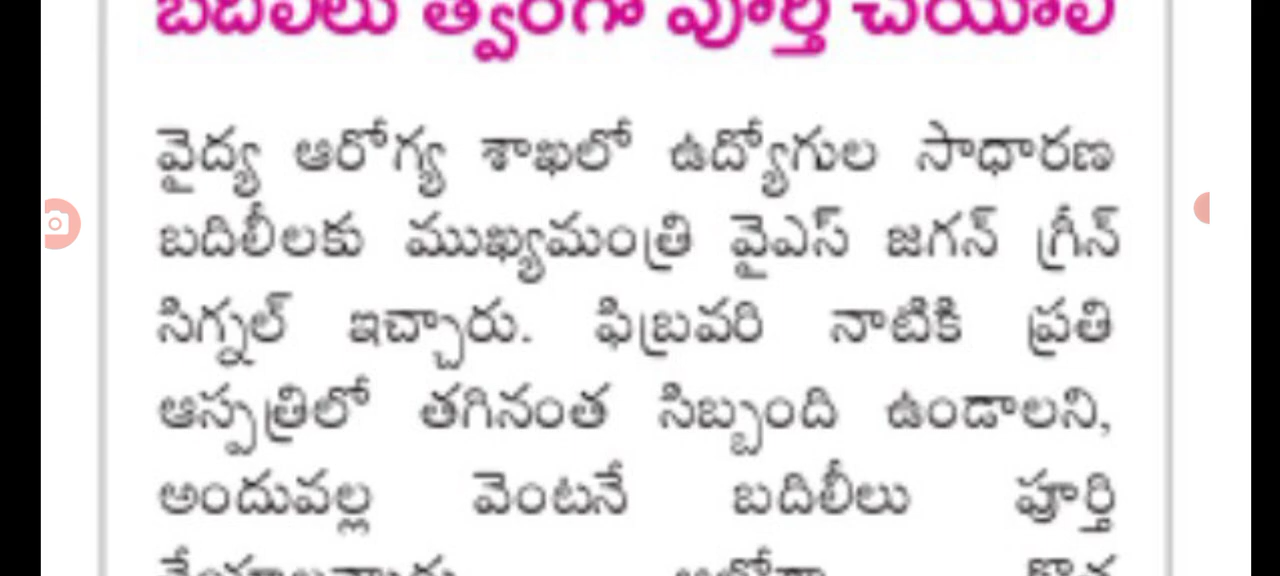 బదిలీలు త్వరగా పూర్తి చేయాలి
వైద్య ఆరోగ్య శాఖలో ఉద్యోగుల సాధారణ
బదిలీలకు ముఖ్యమంత్రి వైఎస్ జగన్ గ్రీన్
సిగ్నల్ ఇచ్చారు. ఫిబ్రవరి నాటికి ప్రతి
ఆస్పత్రిలో తగినంత సిబ్బంది ఉండాలని,
అందువల్ల వెంటనే బదిలీలు పూర్తి